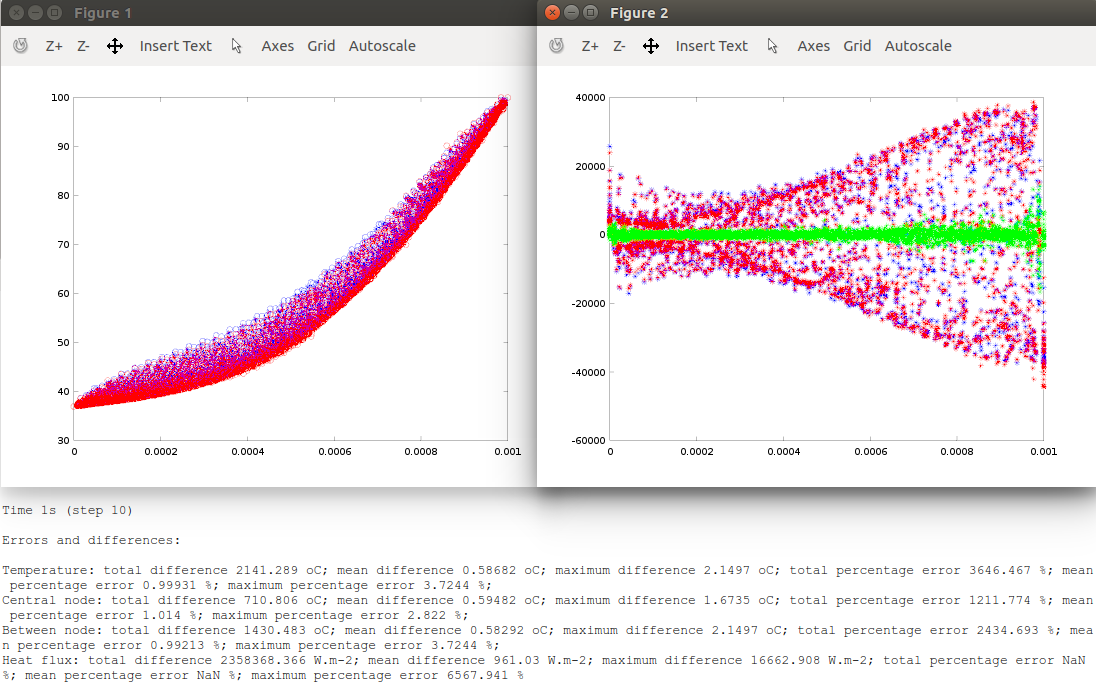 Figure 1
Z+ Z- Insert Text Axes Grid Autoscale
100
90
80
70
60
50
40
30
0 0.0002 0.0004 0.0006 0.0008 0.001
Figure 2
Z+ Z- Insert Text Axes Grid Autoscale
40000
20000
0
-20000
-40000
-60000
0 0.0002 0.0004 0.0006 0.0008 0.001
Time 1s (step 10)
Errors and differences:
Temperature: total difference 2141.289 oC; mean difference 0.58682 oC; maximum difference 2.1497 oC; total percentage error 3646.467 %; mean
percentage error 0.99931 %; maximum percentage error 3.7244 %;
Central node: total difference 710.806 oC; mean difference 0.59482 oC; maximum difference 1.6735 oC; total percentage error 1211.774 %; mean
percentage error 1.014 %; maximum percentage error 2.822 %;
Between node: total difference 1430.483 oC; mean difference 0.58292 oC; maximum difference 2.1497 oC; total percentage error 2434.693 %; mea
n percentage error 0.99213 %; maximum percentage error 3.7244 %;
Heat flux: total difference 2358368.366 W.m-2; mean difference 961.03 W.m-2; maximum difference 16662.908 W.m-2; total percentage error NaN
%; mean percentage error NaN %; maximum percentage error 6567.941 %